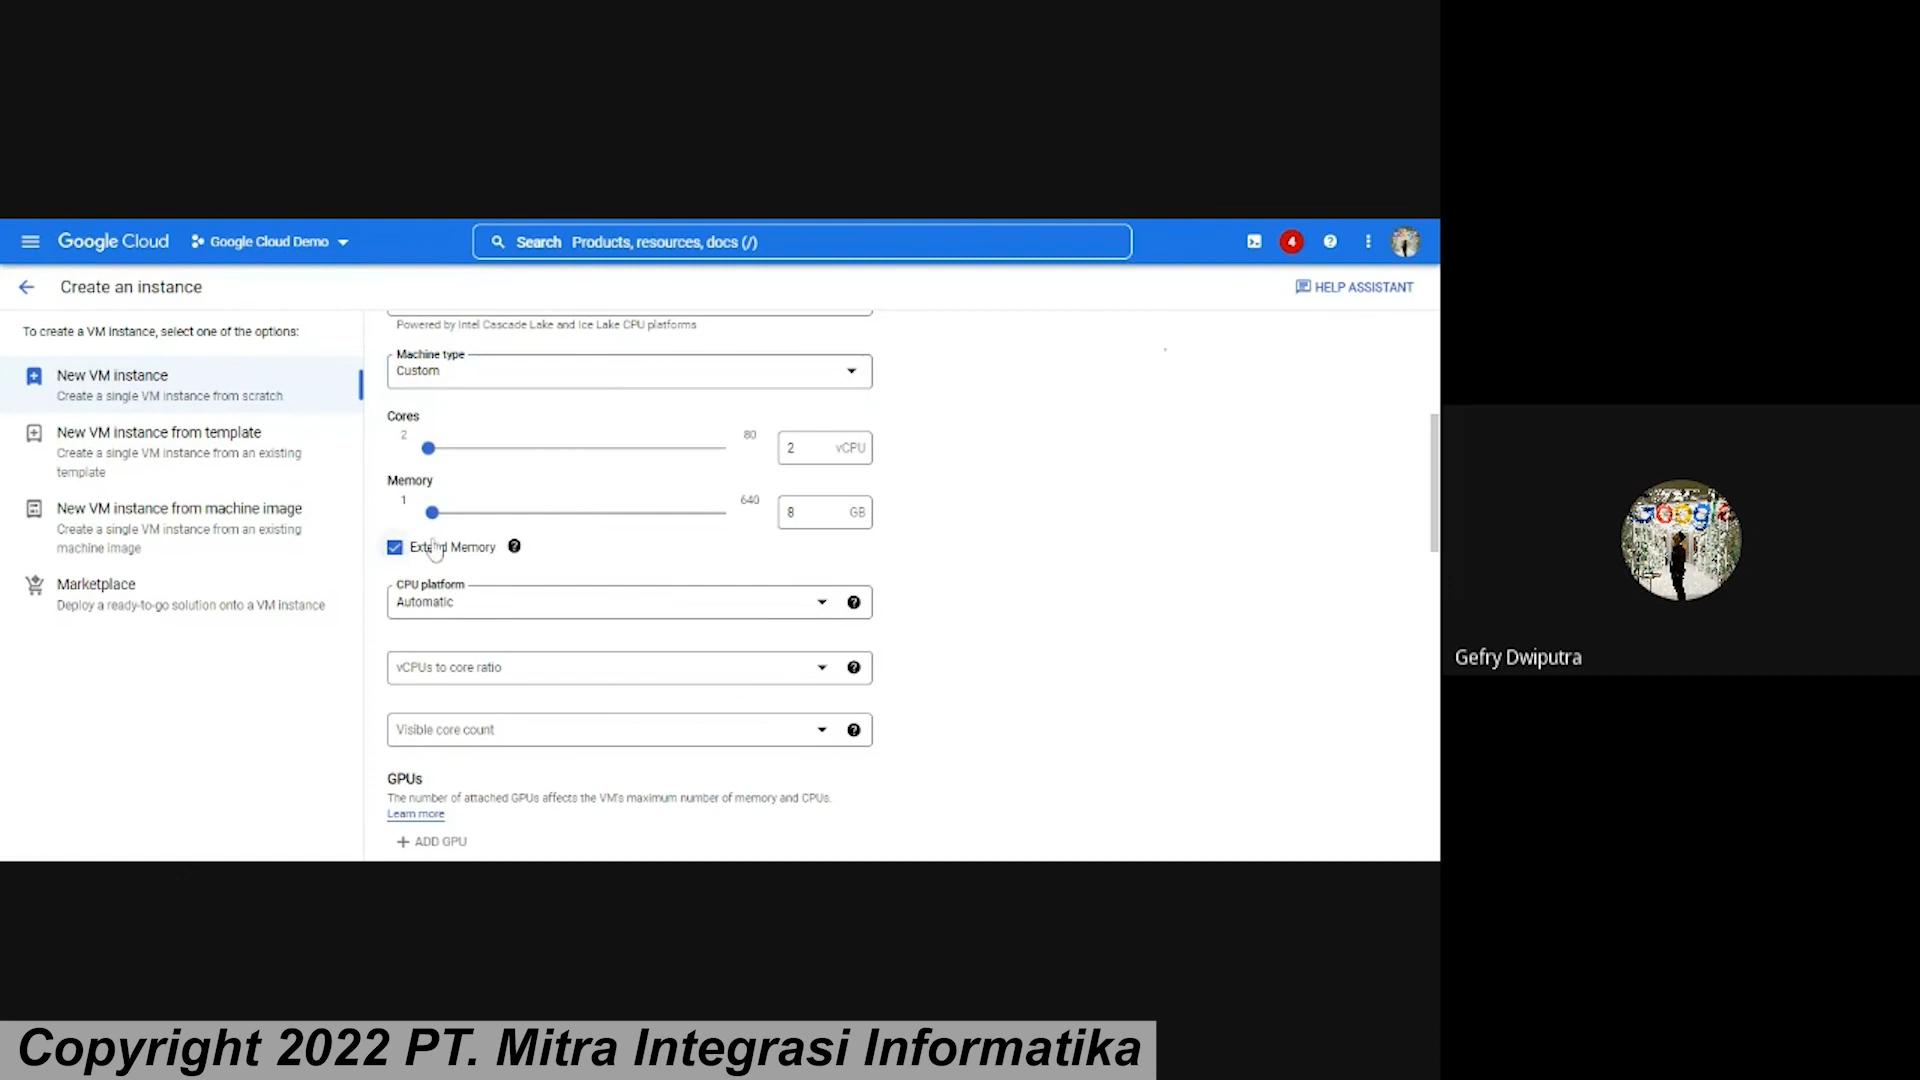 Google Cloud
Google Cloud Demo
Search Products, resources, docs (/)
4
Create an instance
HELP ASSISTANT
To create a VM instance, select one of the options:
New VM instance
Create a single VM instance from scratch
New VM instance from template
Create a single VM instance from an existing
template
New VM instance from machine image
Create a single VM instance from an existing
machine image
Marketplace
Deploy a ready-to-go solution onto a VM instance
Powered by Intel Cascade Lake and Ice Lake CPU platforms
Machine type
Custom
Cores
2
80
2 vCPU
Memory
1
640
8 GB
Extend Memory
CPU platform
Automatic
vCPUs to core ratio
Visible core count
GPUs
The number of attached GPUs affects the VM's maximum number of memory and CPUs.
Learn more
+ ADD GPU
Gefry Dwiputra
Copyright 2022 PT. Mitra Integrasi Informatika